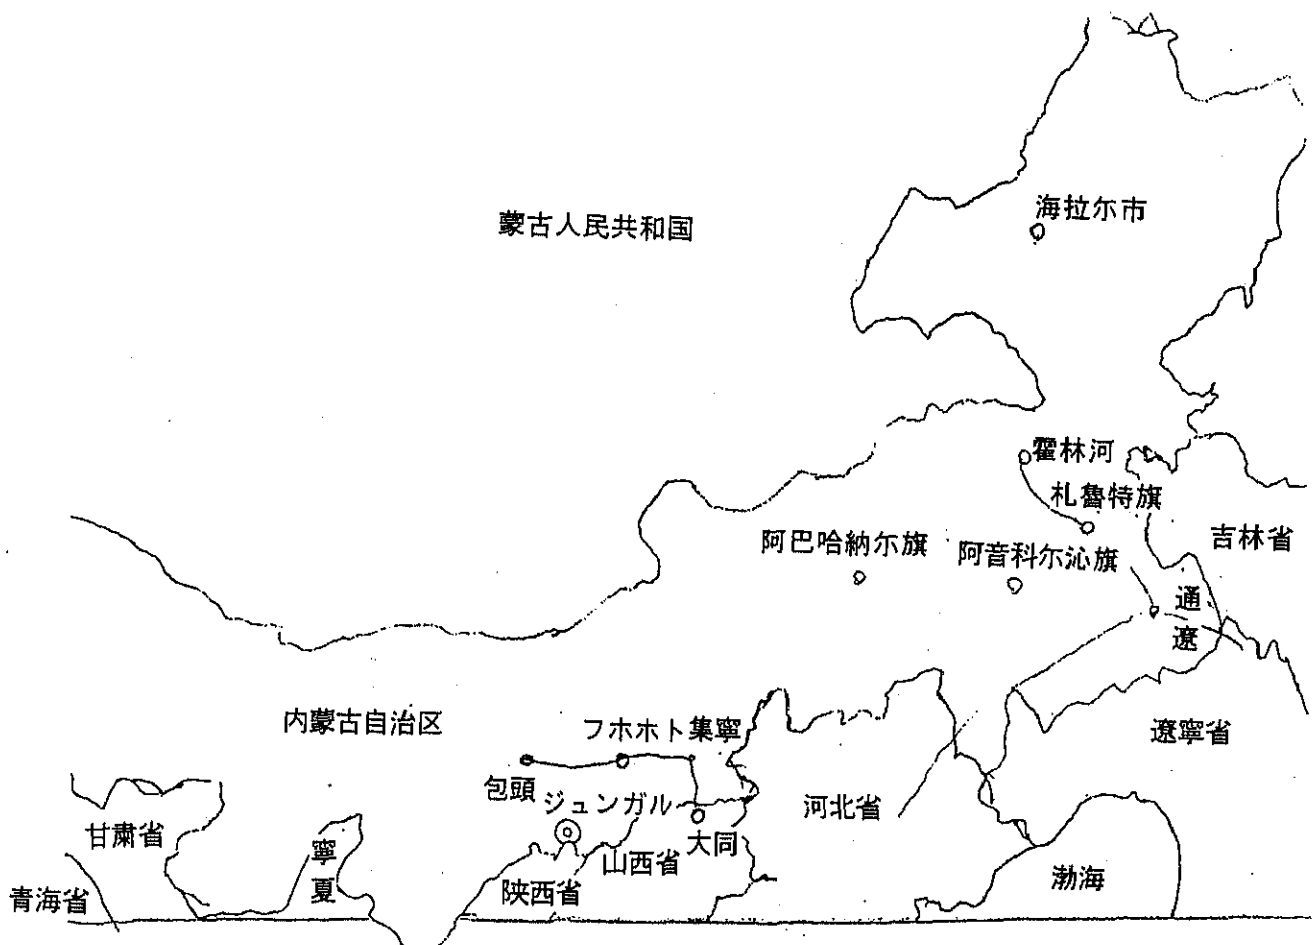 海拉尔市
蒙古人民共和国
霍林河
札魯特旗
吉林省
阿巴哈納尔旗
阿音科尔沁旗
通
遼
内蒙古自治区
フホホト集寧
遼寧省
包頭
ジュンガル
河北省
甘粛省
大同
寧
夏
山西省
陕西省
渤海
青海省